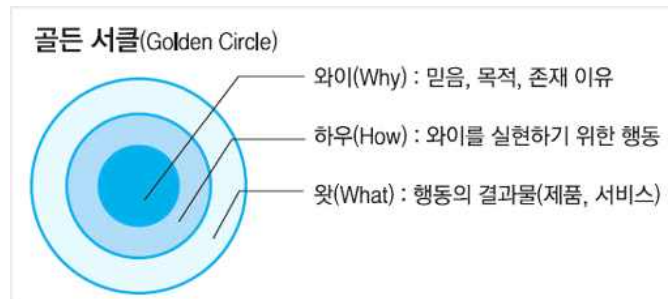 골든 서클(Golden Circle)
와이(Why) : 믿음, 목적, 존재 이유
하우(How) : 와이를 실현하기 위한 행동
왓(What) : 행동의 결과물(제품, 서비스)